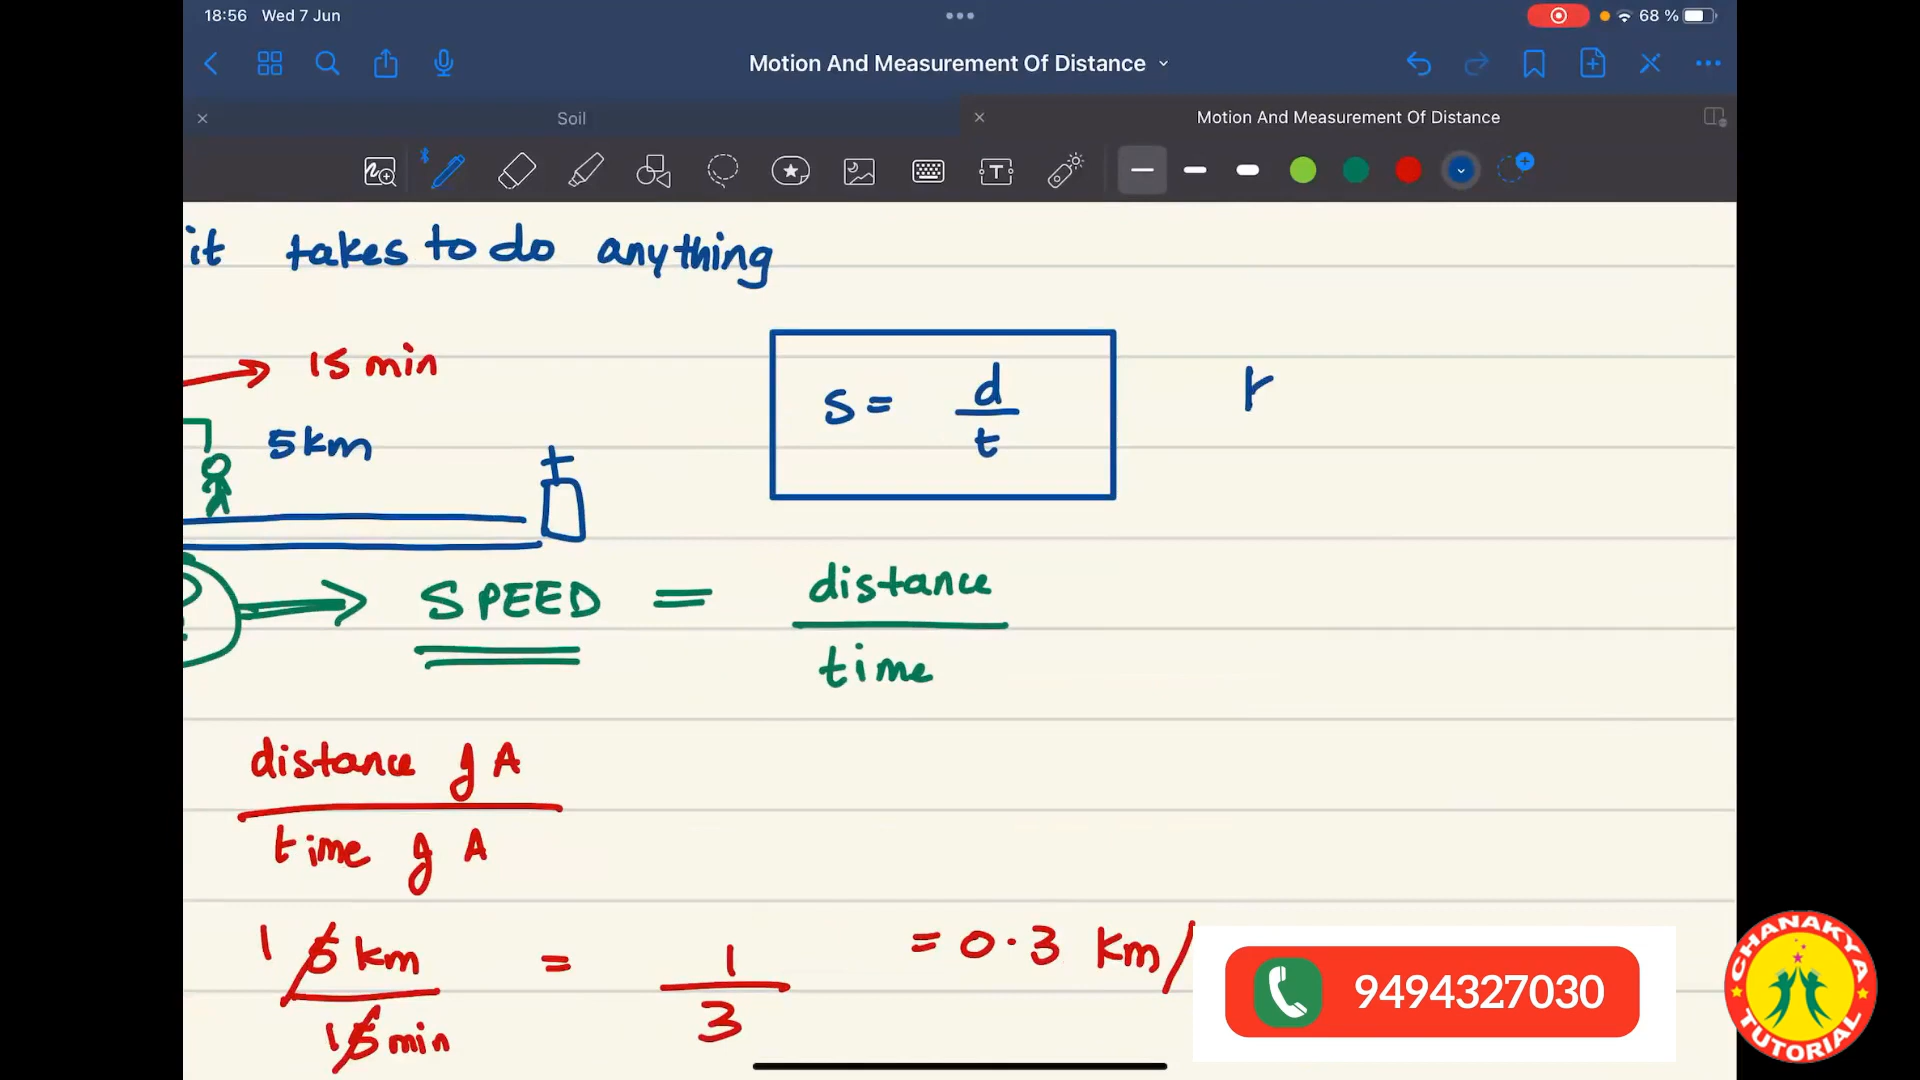 18:56 Wed 7 Jun
68 %
Motion And Measurement Of Distance
Soil
Motion And Measurement Of Distance
it takes to do anything
15 min
5 km
s = d
t
SPEED = distance
time
distance of A
time of A
1 5 km = 1 = 0.3 km/
15 min
3
9494327030
CHANAKYA
TUTORIAL